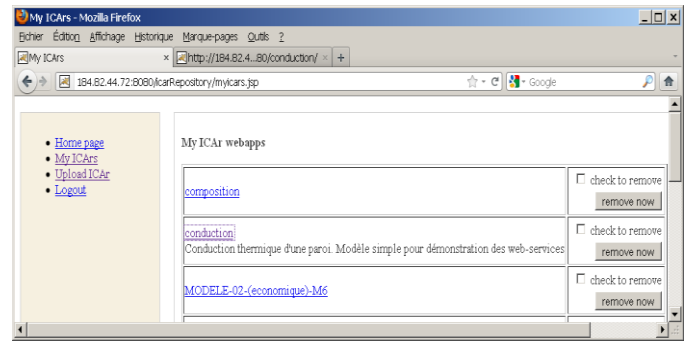 My ICArs - Mozilla Firefox
Fichier Édition Affichage Historique Marque-pages Outils ?
My ICArs × http://184.82.4...80/conduction/ × +
184.82.44.72:8080/icarRepository/myicars.jsp Google
Home page
My ICArs
Upload ICAr
Logout
My ICAr webapps
composition
check to remove
remove now
conduction
Conduction thermique d'une paroi. Modèle simple pour démonstration des web-services
check to remove
remove now
MODELE-02-(economique)-M6
check to remove
remove now